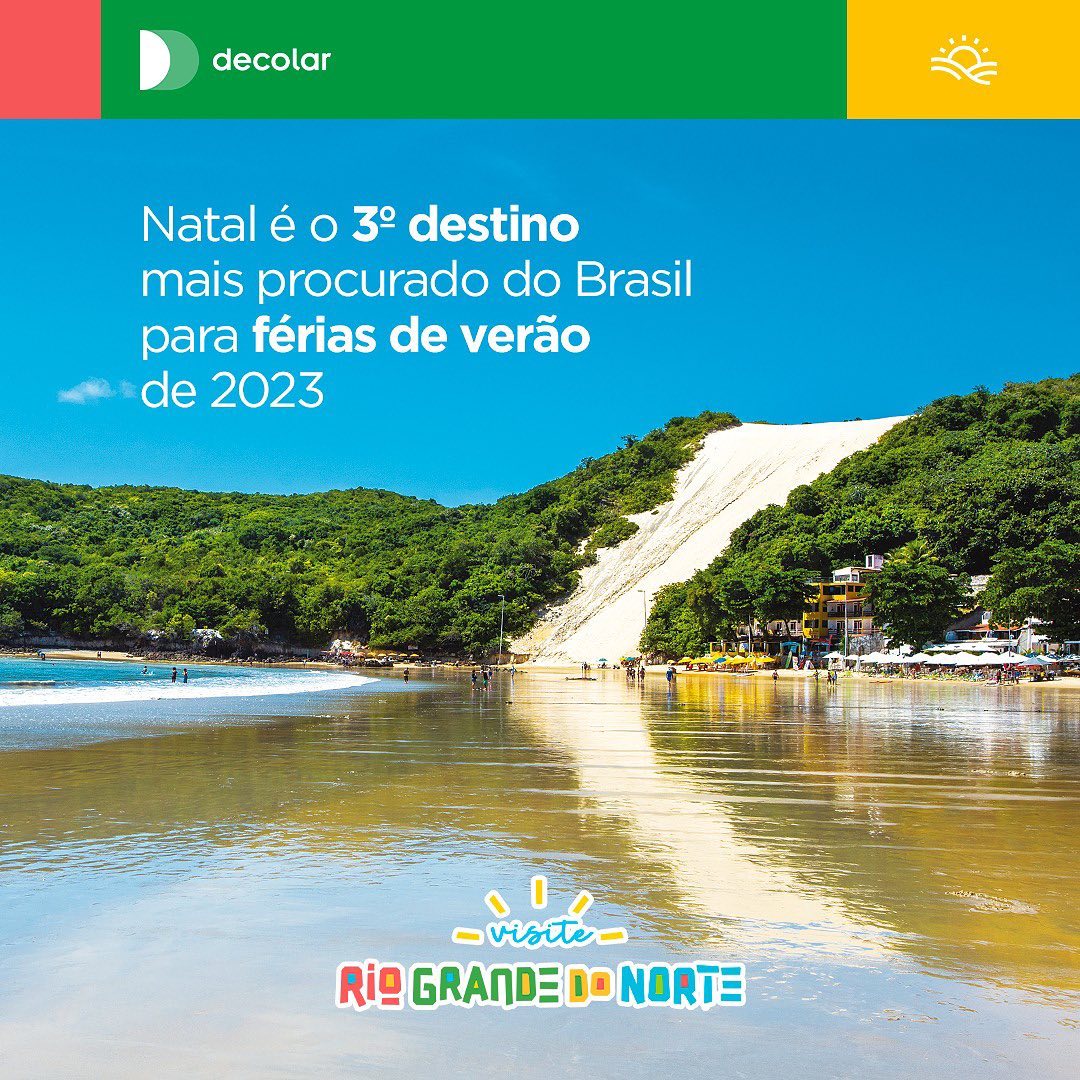 decolar
Natal é o 3º destino
mais procurado do Brasil
para férias de verão
de 2023
visite
RIO GRANDE DO NORTE